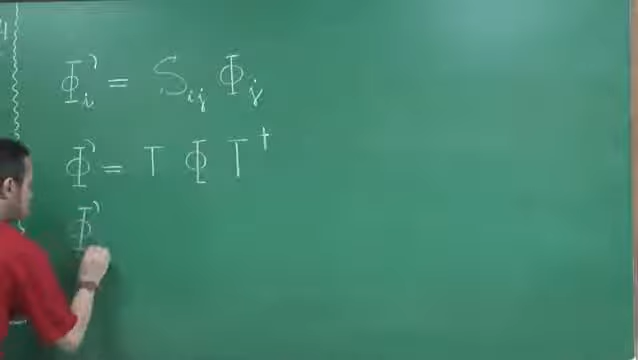 Φ'ᵢ = Sᵢⱼ Φⱼ
Φ' = T Φ T†
Φ'